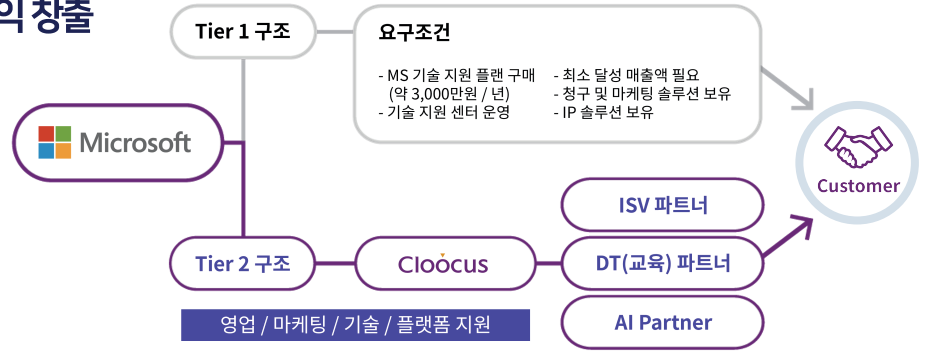 익 창출
Tier 1 구조
요구조건
- MS 기술 지원 플랜 구매
(약 3,000만원 / 년)
- 기술 지원 센터 운영
- 최소 달성 매출액 필요
- 청구 및 마케팅 솔루션 보유
- IP 솔루션 보유
Microsoft
Customer
ISV 파트너
Tier 2 구조
Cloocus
DT(교육) 파트너
영업 / 마케팅 / 기술 / 플랫폼 지원
AI Partner